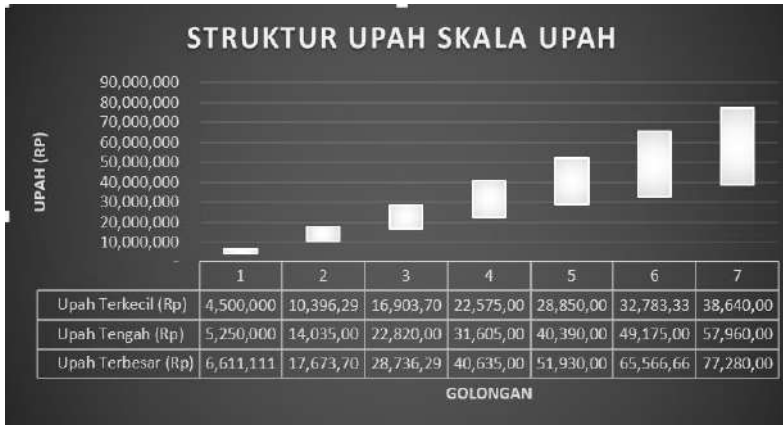 STRUKTUR UPAH SKALA UPAH
UPAH (RP)
90,000,000
80,000,000
70,000,000
60,000,000
50,000,000
40,000,000
30,000,000
20,000,000
10,000,000
-
1 2 3 4 5 6 7
Upah Terkecil (Rp) 4,500,000 10,396,29 16,903,70 22,575,00 28,850,00 32,783,33 38,640,00
Upah Tengah (Rp) 5,250,000 14,035,00 22,820,00 31,605,00 40,390,00 49,175,00 57,960,00
Upah Terbesar (Rp) 6,611,111 17,673,70 28,736,29 40,635,00 51,930,00 65,566,66 77,280,00
GOLONGAN